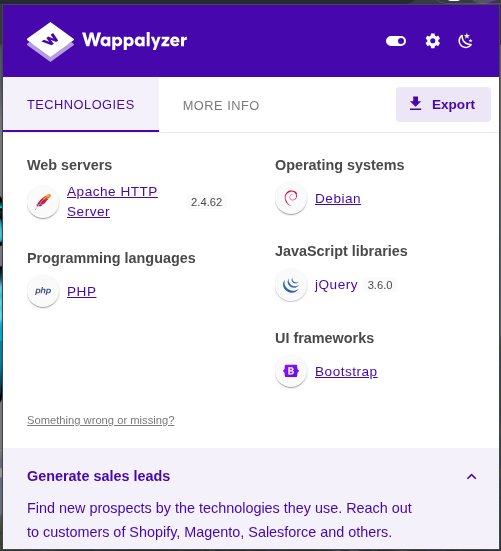 Wappalyzer
TECHNOLOGIES
MORE INFO
Export
Web servers
Apache HTTP
Server
2.4.62
Programming languages
php
PHP
Operating systems
Debian
JavaScript libraries
jQuery
3.6.0
UI frameworks
B
Bootstrap
Something wrong or missing?
Generate sales leads
Find new prospects by the technologies they use. Reach out
to customers of Shopify, Magento, Salesforce and others.